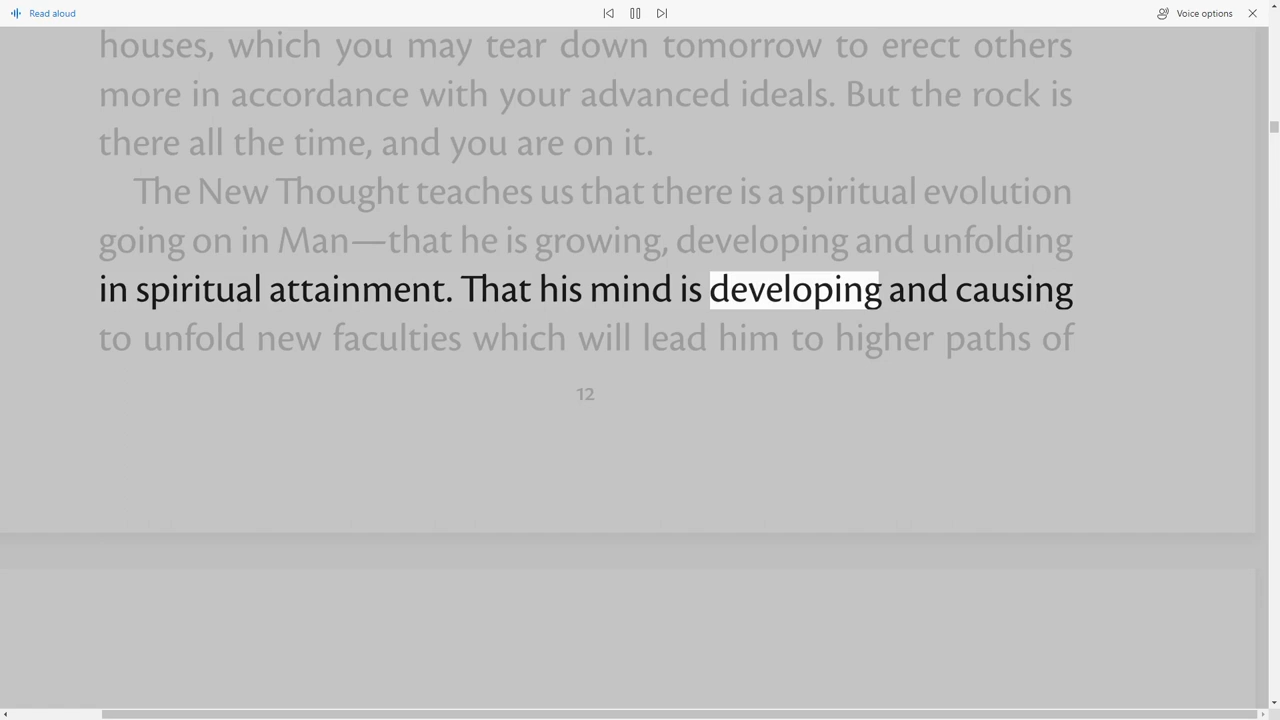 Read aloud
Voice options
houses, which you may tear down tomorrow to erect others
more in accordance with your advanced ideals. But the rock is
there all the time, and you are on it.
The New Thought teaches us that there is a spiritual evolution
going on in Man—that he is growing, developing and unfolding
in spiritual attainment. That his mind is developing and causing
to unfold new faculties which will lead him to higher paths of
12